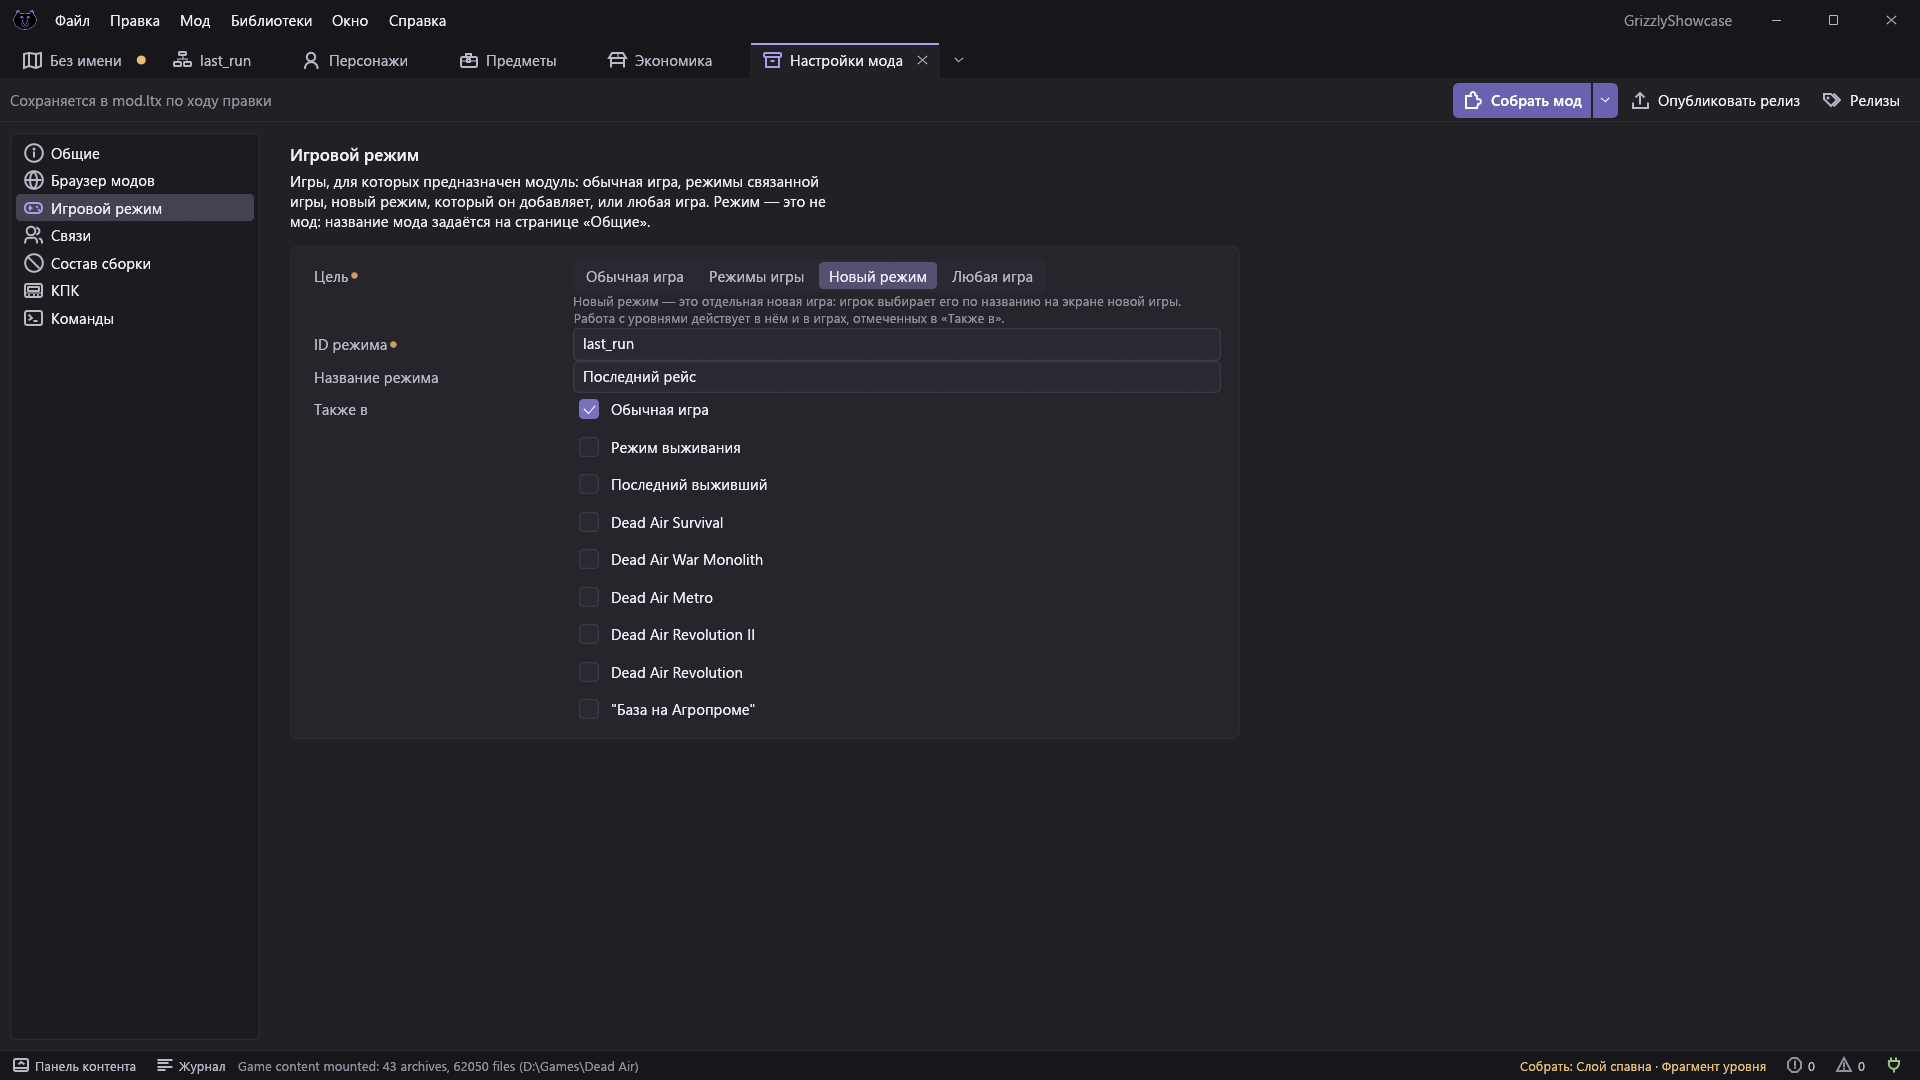 Файл Правка Мод Библиотеки Окно Справка GrizzlyShowcase
Без имени last_run Персонажи Предметы Экономика Настройки мода
Сохраняется в mod.ltx по ходу правки Собрать мод Опубликовать релиз Релизы
Общие
Браузер модов
Игровой режим
Связи
Состав сборки
КПК
Команды
Игровой режим
Игры, для которых предназначен модуль: обычная игра, режимы связанной
игры, новый режим, который он добавляет, или любая игра. Режим — это не
мод: название мода задаётся на странице «Общие».
Цель Обычная игра Режимы игры Новый режим Любая игра
Новый режим — это отдельная новая игра: игрок выбирает его по названию на экране новой игры.
Работа с уровнями действует в нём и в играх, отмеченных в «Также в».
ID режима last_run
Название режима Последний рейс
Также в Обычная игра
Режим выживания
Последний выживший
Dead Air Survival
Dead Air War Monolith
Dead Air Metro
Dead Air Revolution II
Dead Air Revolution
"База на Агропроме"
Панель контента Журнал Game content mounted: 43 archives, 62050 files (D:\Games\Dead Air) Собрать: Слой спавна · Фрагмент уровня 0 0